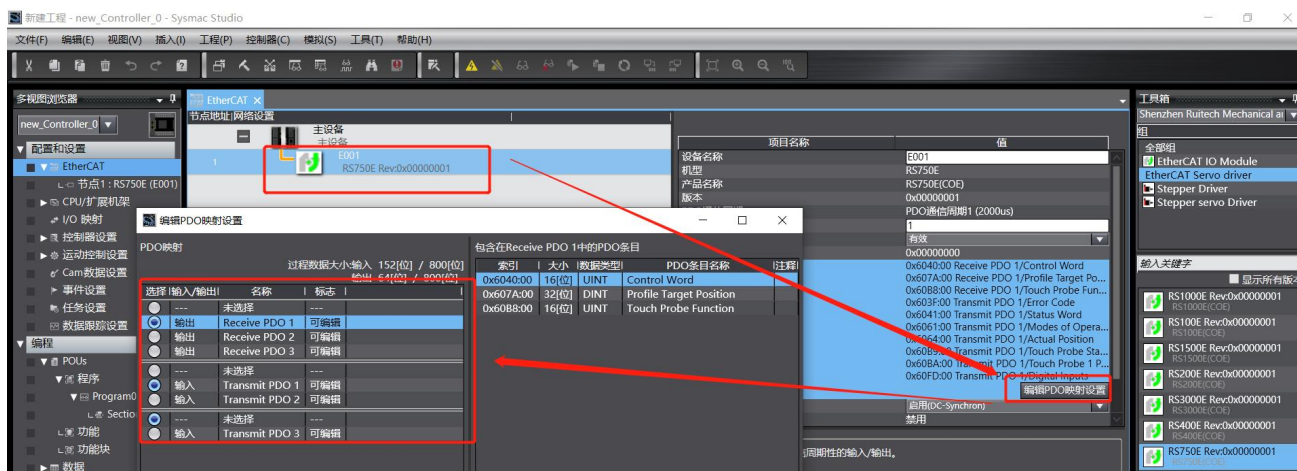 新建工程 - new_Controller_0 - Sysmac Studio
文件(F) 编辑(E) 视图(V) 插入(I) 工程(P) 控制器(C) 模拟(S) 工具(T) 帮助(H)
多视图浏览器
new_Controller_0
配置和设置
EtherCAT
节点1 : RS750E (E001)
CPU/扩展机架
I/O 映射
控制器设置
运动控制设置
Cam数据设置
事件设置
任务设置
数据跟踪设置
编程
POUs
程序
Program0
Sectio
功能
功能块
数据
EtherCAT
节点地址|网络设置
主设备
主设备
1
E001
RS750E Rev:0x00000001
项目名称 值
设备名称 E001
机型 RS750E
产品名称 RS750E(COE)
版本 0x00000001
PDO通信周期1 (2000us)
1
有效
0x00000000
0x6040:00 Receive PDO 1/Control Word
0x607A:00 Receive PDO 1/Profile Target Po...
0x60B8:00 Receive PDO 1/Touch Probe Fun...
0x603F:00 Transmit PDO 1/Error Code
0x6041:00 Transmit PDO 1/Status Word
0x6061:00 Transmit PDO 1/Modes of Opera...
0x6064:00 Transmit PDO 1/Actual Position
0x60B9:00 Transmit PDO 1/Touch Probe Sta...
0x60BA:00 Transmit PDO 1/Touch Probe 1 P...
0x60FD:00 Transmit PDO 1/Digital Inputs
编辑PDO映射设置
启用(DC-Synchron)
禁用
周期性的输入/输出。
编辑PDO映射设置
PDO映射
过程数据大小:输入 152[位] / 800[位]
输出 64[位] / 800[位]
选择 输入/输出 名称 标志
--- 未选择 ---
输出 Receive PDO 1 可编辑
输出 Receive PDO 2 可编辑
输出 Receive PDO 3 可编辑
--- 未选择 ---
输入 Transmit PDO 1 可编辑
输入 Transmit PDO 2 可编辑
--- 未选择 ---
输入 Transmit PDO 3 可编辑
包含在Receive PDO 1中的PDO条目
索引 大小 数据类型 PDO条目名称 注释
0x6040:00 16[位] UINT Control Word
0x607A:00 32[位] DINT Profile Target Position
0x60B8:00 16[位] UINT Touch Probe Function
工具箱
Shenzhen Ruitech Mechanical a
组
全部组
EtherCAT IO Module
EtherCAT Servo driver
Stepper Driver
Stepper servo Driver
输入关键字
显示所有版本
RS1000E Rev:0x00000001
RS1000E(COE)
RS100E Rev:0x00000001
RS100E(COE)
RS1500E Rev:0x00000001
RS1500E(COE)
RS200E Rev:0x00000001
RS200E(COE)
RS3000E Rev:0x00000001
RS3000E(COE)
RS400E Rev:0x00000001
RS400E(COE)
RS750E Rev:0x00000001
RS750E(COE)